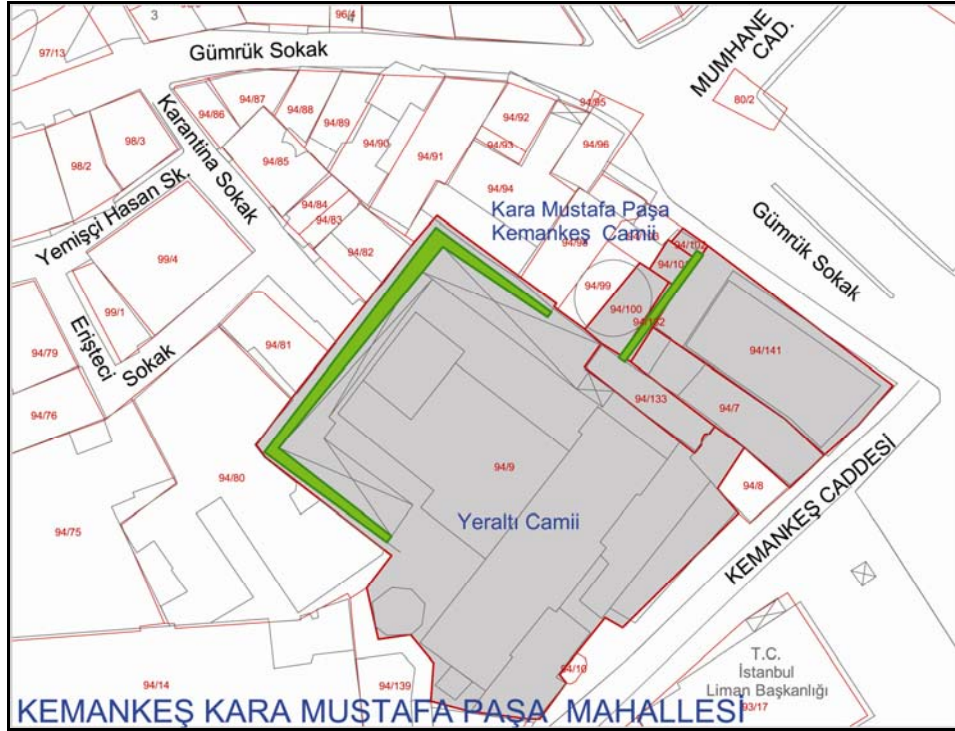 3
96/4
4
97/13
Gümrük Sokak
MUMHANE
CAD.
80/2
94/95
94/87
94/86
94/88
94/89
94/92
94/90
94/93
94/96
98/3
98/2
Karantina Sokak
94/85
94/91
94/94
94/84
94/83
94/82
Yemişçi Hasan Sk.
Kara Mustafa Paşa
Kemankeş Camii
94/98
94/103
94/102
94/99
94/100
94/132
Gümrük Sokak
99/4
99/1
Erişteci
Sokak
94/79
94/76
94/81
94/141
94/133
94/7
94/9
94/8
94/80
94/75
Yeraltı Camii
KEMANKEŞ CADDESİ
T.C.
İstanbul
Liman Başkanlığı
93/17
94/10
94/14
94/139
KEMANKEŞ KARA MUSTAFA PAŞA MAHALLESİ